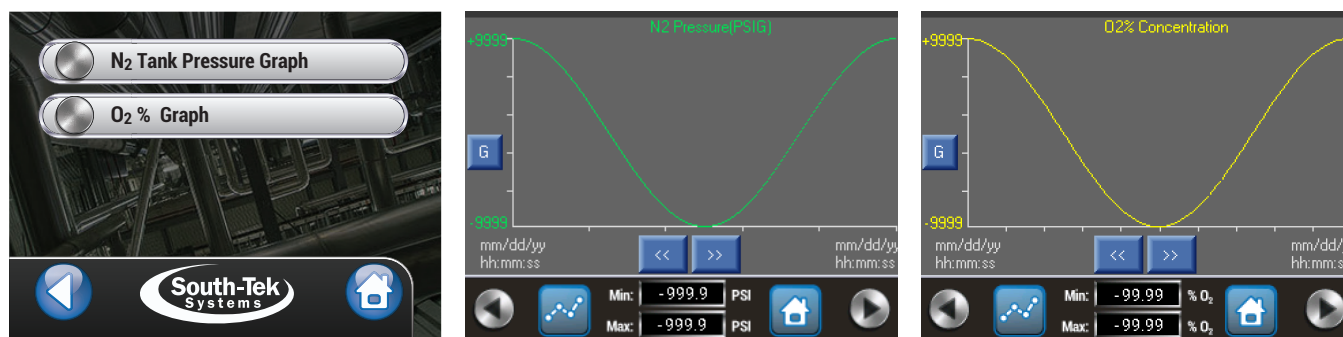 N2 Tank Pressure Graph
O2 % Graph
South-Tek
Systems
N2 Pressure(PSIG)
+9999
G
-9999
mm/dd/yy
hh:mm:ss
<< >>
mm/dd/yy
hh:mm:ss
Min: -999.9 PSI
Max: -999.9 PSI
O2% Concentration
+9999
G
-9999
mm/dd/yy
hh:mm:ss
<< >>
mm/dd/
hh:mm:
Min: -99.99 % O2
Max: -99.99 % O2